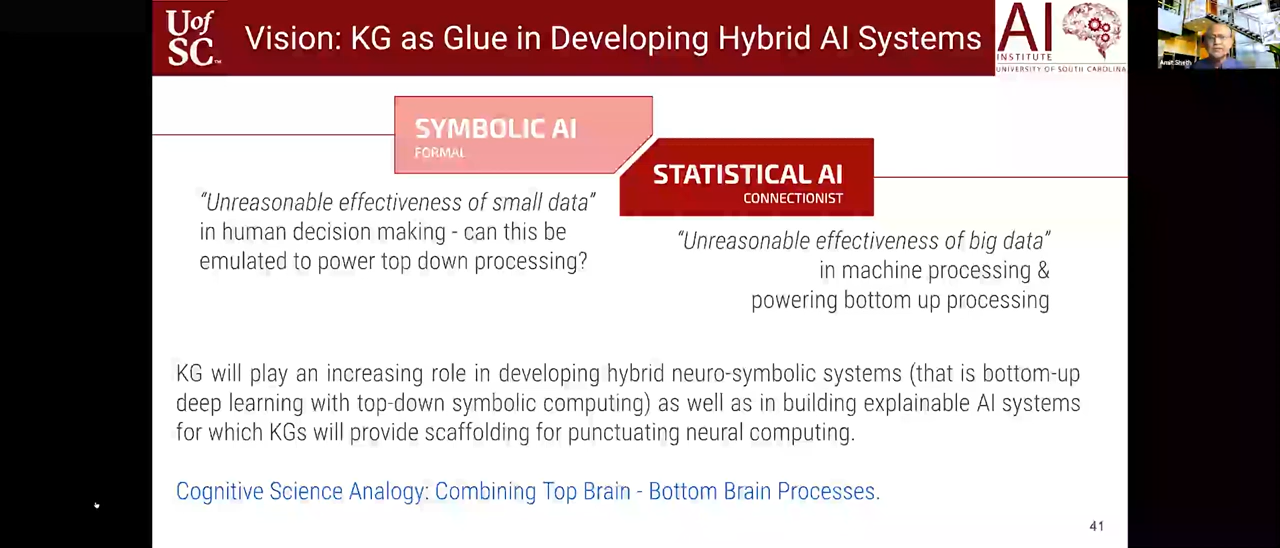 UofSC
Vision: KG as Glue in Developing Hybrid AI Systems
AI
INSTITUTE
UNIVERSITY OF SOUTH CAROLINA
Amit Sheth
SYMBOLIC AI
FORMAL
STATISTICAL AI
CONNECTIONIST
“Unreasonable effectiveness of small data”
in human decision making - can this be
emulated to power top down processing?
“Unreasonable effectiveness of big data”
in machine processing &
powering bottom up processing
KG will play an increasing role in developing hybrid neuro-symbolic systems (that is bottom-up
deep learning with top-down symbolic computing) as well as in building explainable AI systems
for which KGs will provide scaffolding for punctuating neural computing.
Cognitive Science Analogy: Combining Top Brain - Bottom Brain Processes.
41